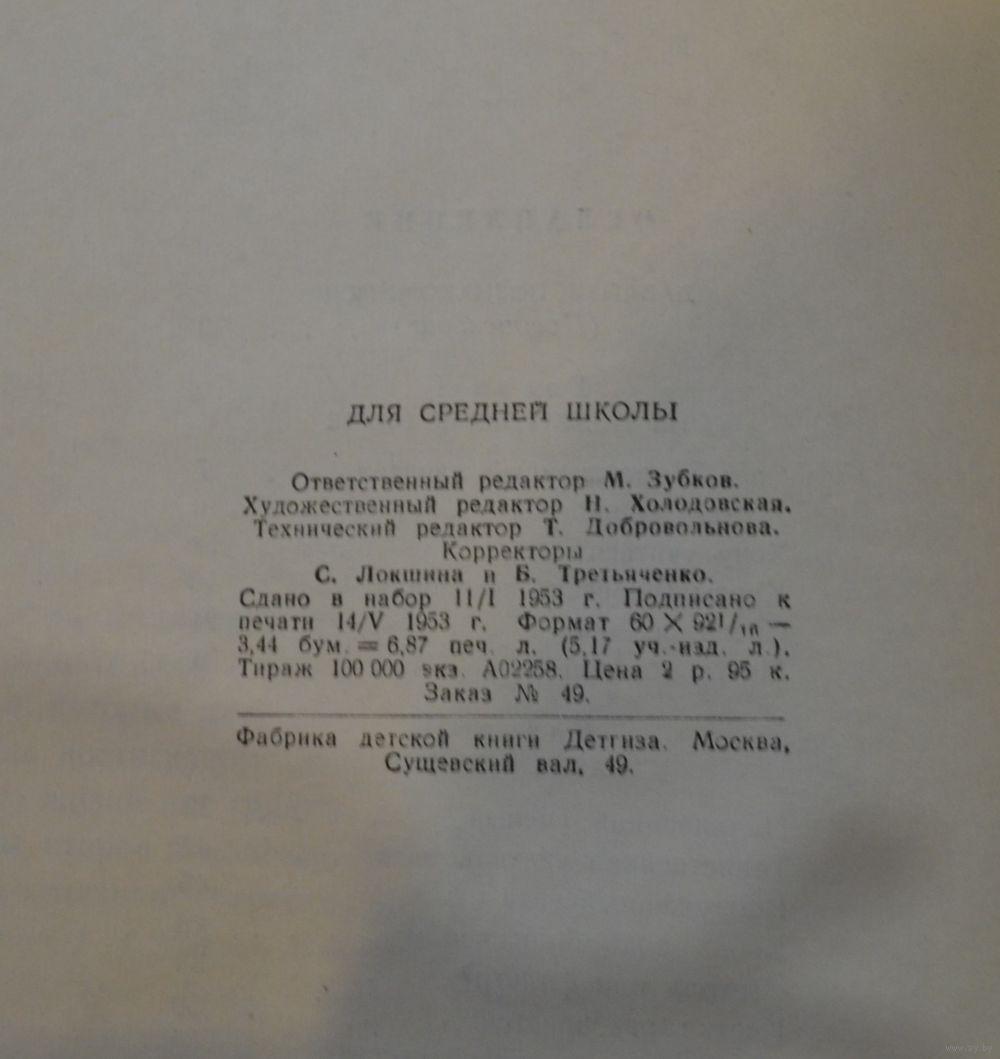 ДЛЯ СРЕДНЕЙ ШКОЛЫ
Ответственный редактор М. Зубков.
Художественный редактор Н. Холодовская.
Технический редактор Т. Добровольнова.
Корректоры
С. Локшина и Б. Третьяченко.
Сдано в набор 11/I 1953 г. Подписано к
печати 14/V 1953 г. Формат 60 × 92 1/16 —
3,44 бум. = 6,87 печ. л. (5,17 уч.-изд. л.).
Тираж 100 000 экз. А02258. Цена 2 р. 95 к.
Заказ № 49.
Фабрика детской книги Детгиза. Москва,
Сущевский вал, 49.